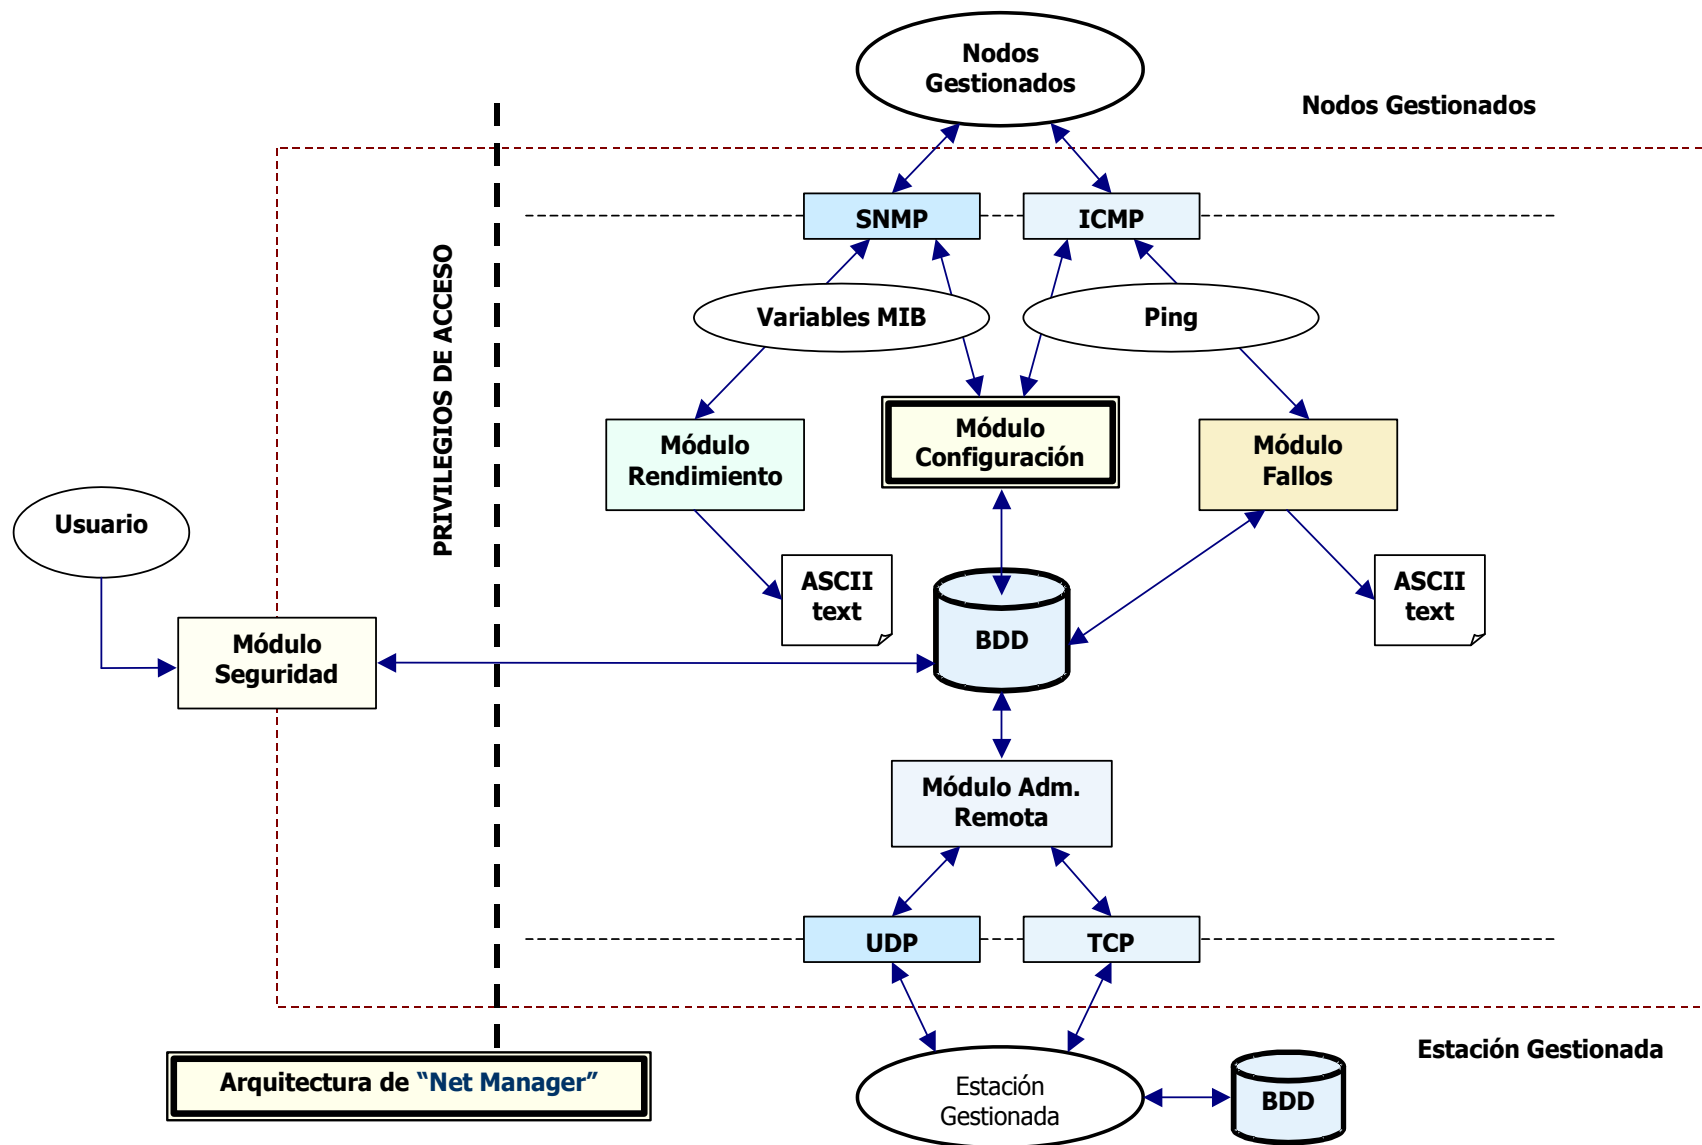 Nodos
Gestionados
Nodos Gestionados
SNMP
ICMP
PRIVILEGIOS DE ACCESO
Variables MIB
Ping
Módulo
Rendimiento
Módulo
Configuración
Módulo
Fallos
Usuario
ASCII
text
ASCII
text
Módulo
Seguridad
BDD
Módulo Adm.
Remota
UDP
TCP
Estación Gestionada
Arquitectura de “Net Manager”
Estación
Gestionada
BDD